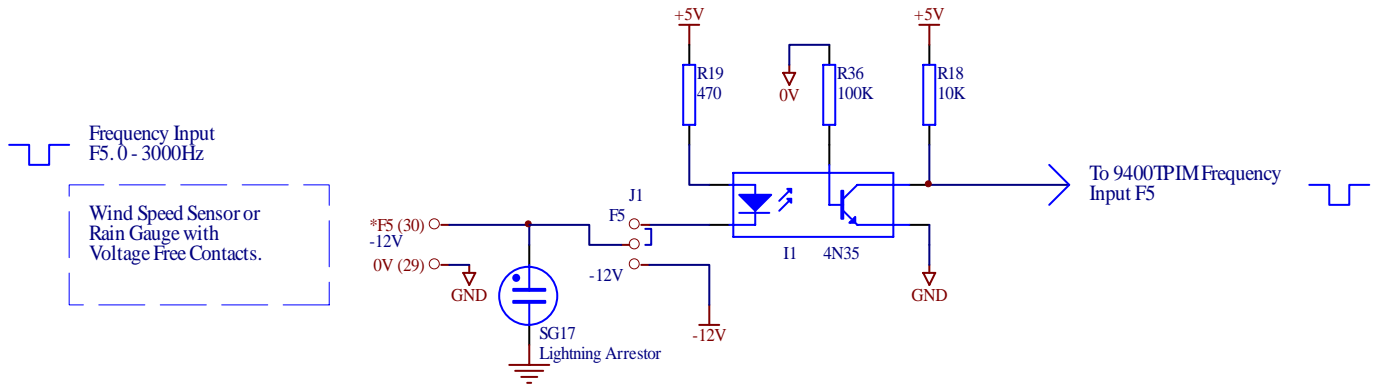 +5V
+5V
R19
470
0V
R36
100K
R18
10K
Frequency Input
F5. 0 - 3000Hz
To 9400TPIM Frequency
Input F5
Wind Speed Sensor or
Rain Gauge with
Voltage Free Contacts.
J1
F5
*F5 (30)
-12V
0V (29)
GND
-12V
I1
4N35
GND
-12V
SG17
Lightning Arrestor